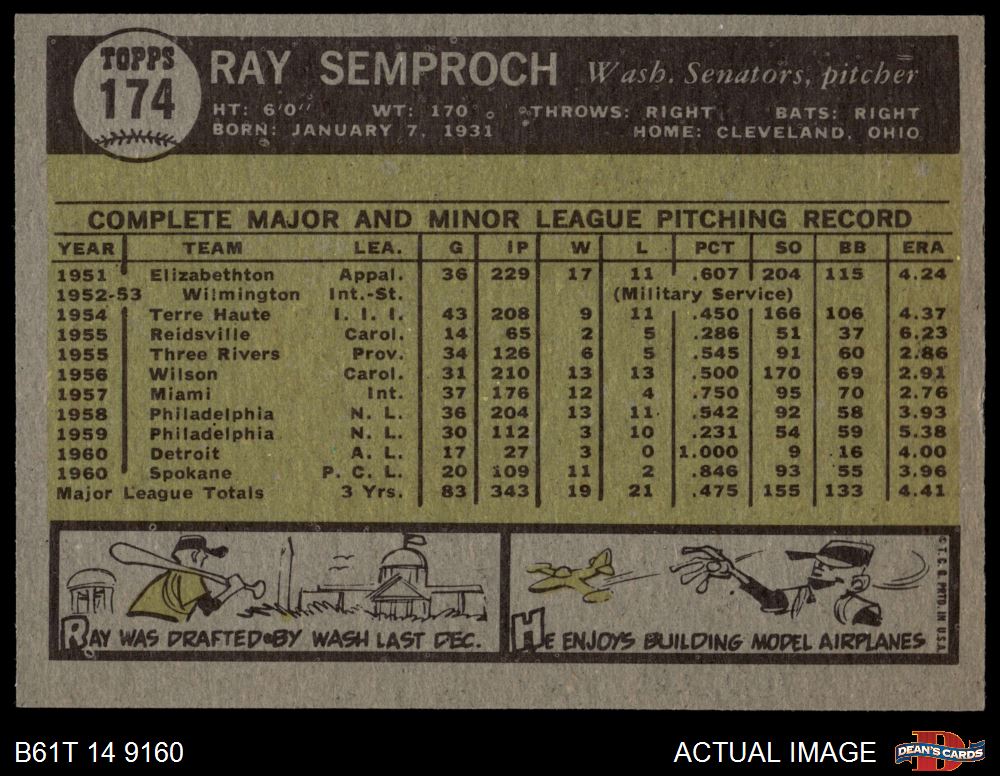 TOPPS
174
RAY SEMPROCH Wash. Senators, pitcher
HT: 6'0" WT: 170 THROWS: RIGHT BATS: RIGHT
BORN: JANUARY 7, 1931 HOME: CLEVELAND, OHIO
COMPLETE MAJOR AND MINOR LEAGUE PITCHING RECORD
YEAR TEAM LEA. G IP W L PCT SO BB ERA
1951 Elizabethton Appal. 36 229 17 11 .607 204 115 4.24
1952-53 Wilmington Int.-St. (Military Service)
1954 Terre Haute I. I. I. 43 208 9 11 .450 166 106 4.37
1955 Reidsville Carol. 14 65 2 5 .286 51 37 6.23
1955 Three Rivers Prov. 34 126 6 5 .545 91 60 2.86
1956 Wilson Carol. 31 210 13 13 .500 170 69 2.91
1957 Miami Int. 37 176 12 4 .750 95 70 2.76
1958 Philadelphia N. L. 36 204 13 11 .542 92 58 3.93
1959 Philadelphia N. L. 30 112 3 10 .231 54 59 5.38
1960 Detroit A. L. 17 27 3 0 1.000 9 16 4.00
1960 Spokane P. C. L. 20 109 11 2 .846 93 55 3.96
Major League Totals 3 Yrs. 83 343 19 21 .475 155 133 4.41
RAY WAS DRAFTED BY WASH LAST DEC.
HE ENJOYS BUILDING MODEL AIRPLANES
© T. C. G. PRTD. IN U.S.A.
B61T 14 9160 ACTUAL IMAGE DEAN'S CARDS